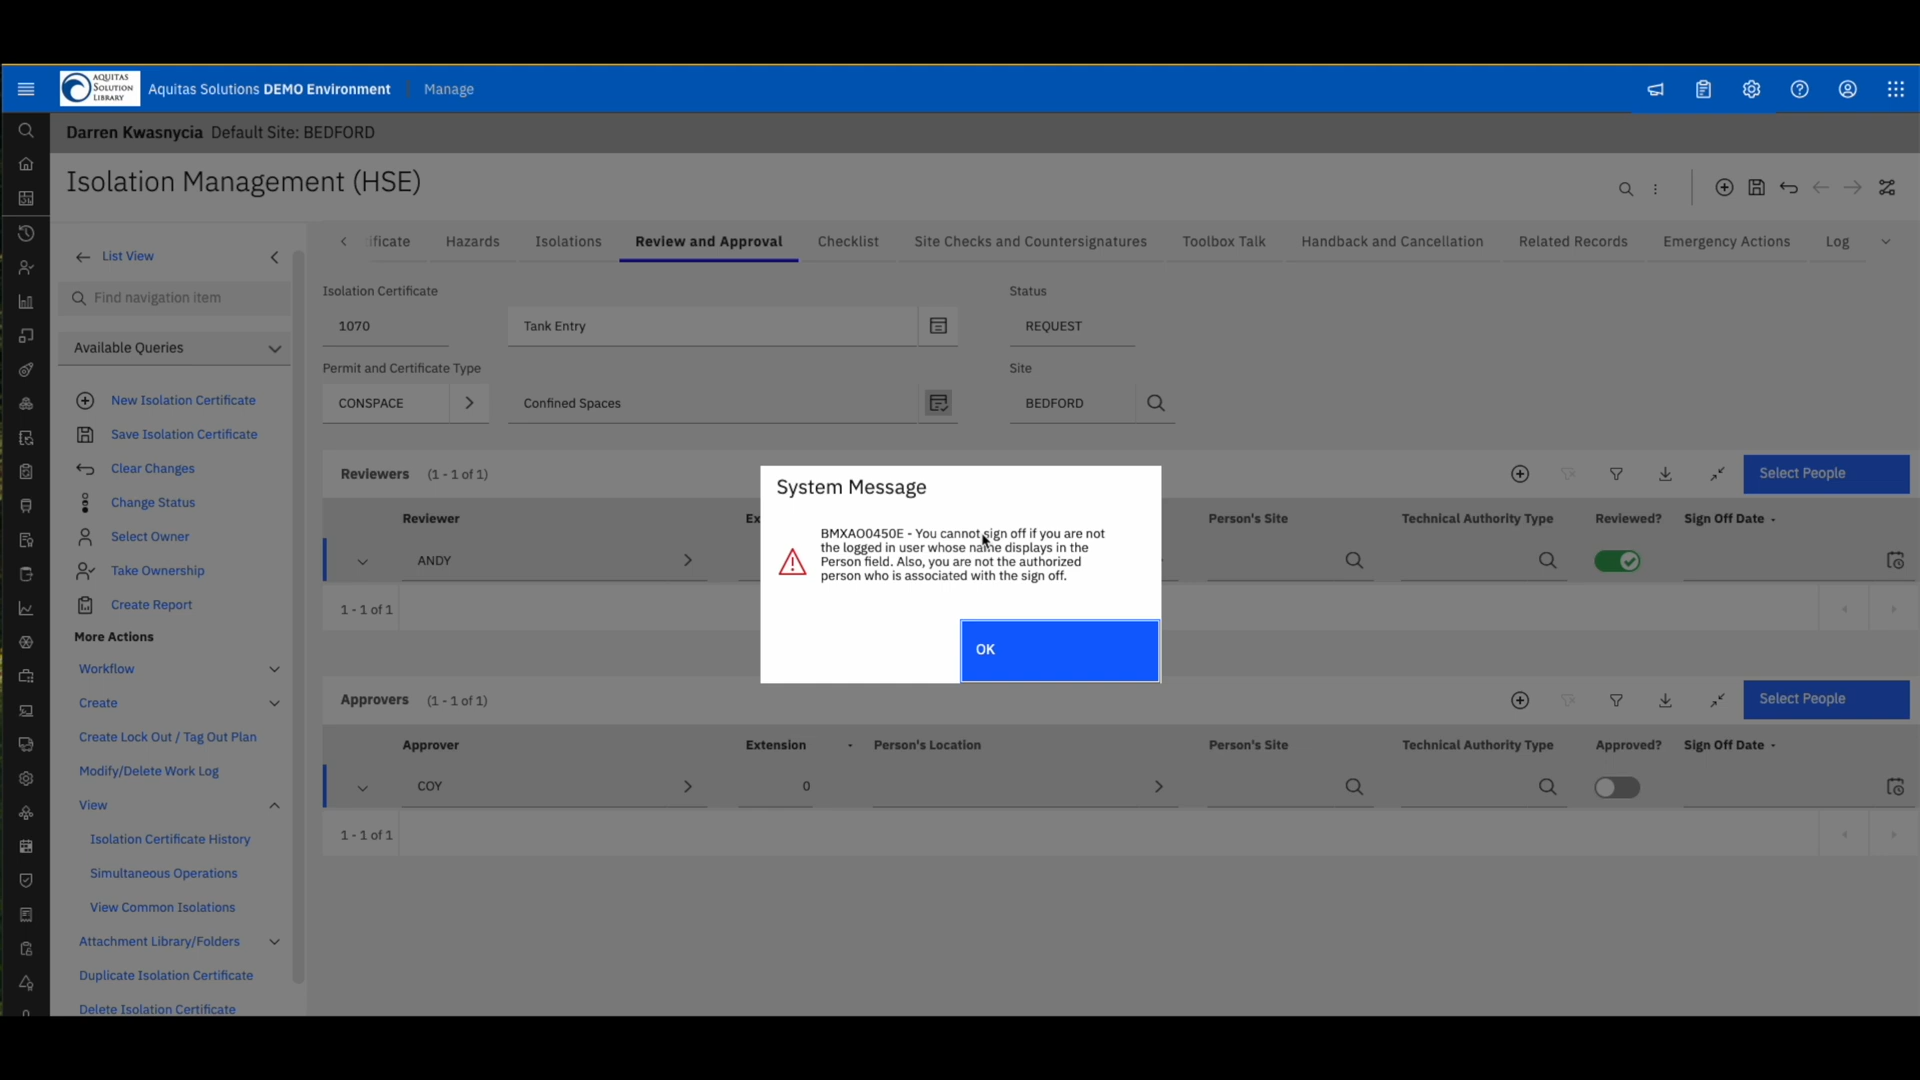 AQUITAS
SOLUTION
LIBRARY
Aquitas Solutions DEMO Environment
Manage
Darren Kwasnycia Default Site: BEDFORD
Isolation Management (HSE)
List View
Find navigation item
Available Queries
New Isolation Certificate
Save Isolation Certificate
Clear Changes
Change Status
Select Owner
Take Ownership
Create Report
More Actions
Workflow
Create
Create Lock Out / Tag Out Plan
Modify/Delete Work Log
View
Isolation Certificate History
Simultaneous Operations
View Common Isolations
Attachment Library/Folders
Duplicate Isolation Certificate
Delete Isolation Certificate
ificate Hazards Isolations Review and Approval Checklist Site Checks and Countersignatures Toolbox Talk Handback and Cancellation Related Records Emergency Actions Log
Isolation Certificate Status
1070 Tank Entry REQUEST
Permit and Certificate Type Site
CONSPACE Confined Spaces BEDFORD
Reviewers (1 - 1 of 1) Select People
Reviewer Ex Person's Site Technical Authority Type Reviewed? Sign Off Date
ANDY
1 - 1 of 1
System Message
BMXAO0450E - You cannot sign off if you are not
the logged in user whose name displays in the
Person field. Also, you are not the authorized
person who is associated with the sign off.
OK
Approvers (1 - 1 of 1) Select People
Approver Extension Person's Location Person's Site Technical Authority Type Approved? Sign Off Date
COY 0
1 - 1 of 1